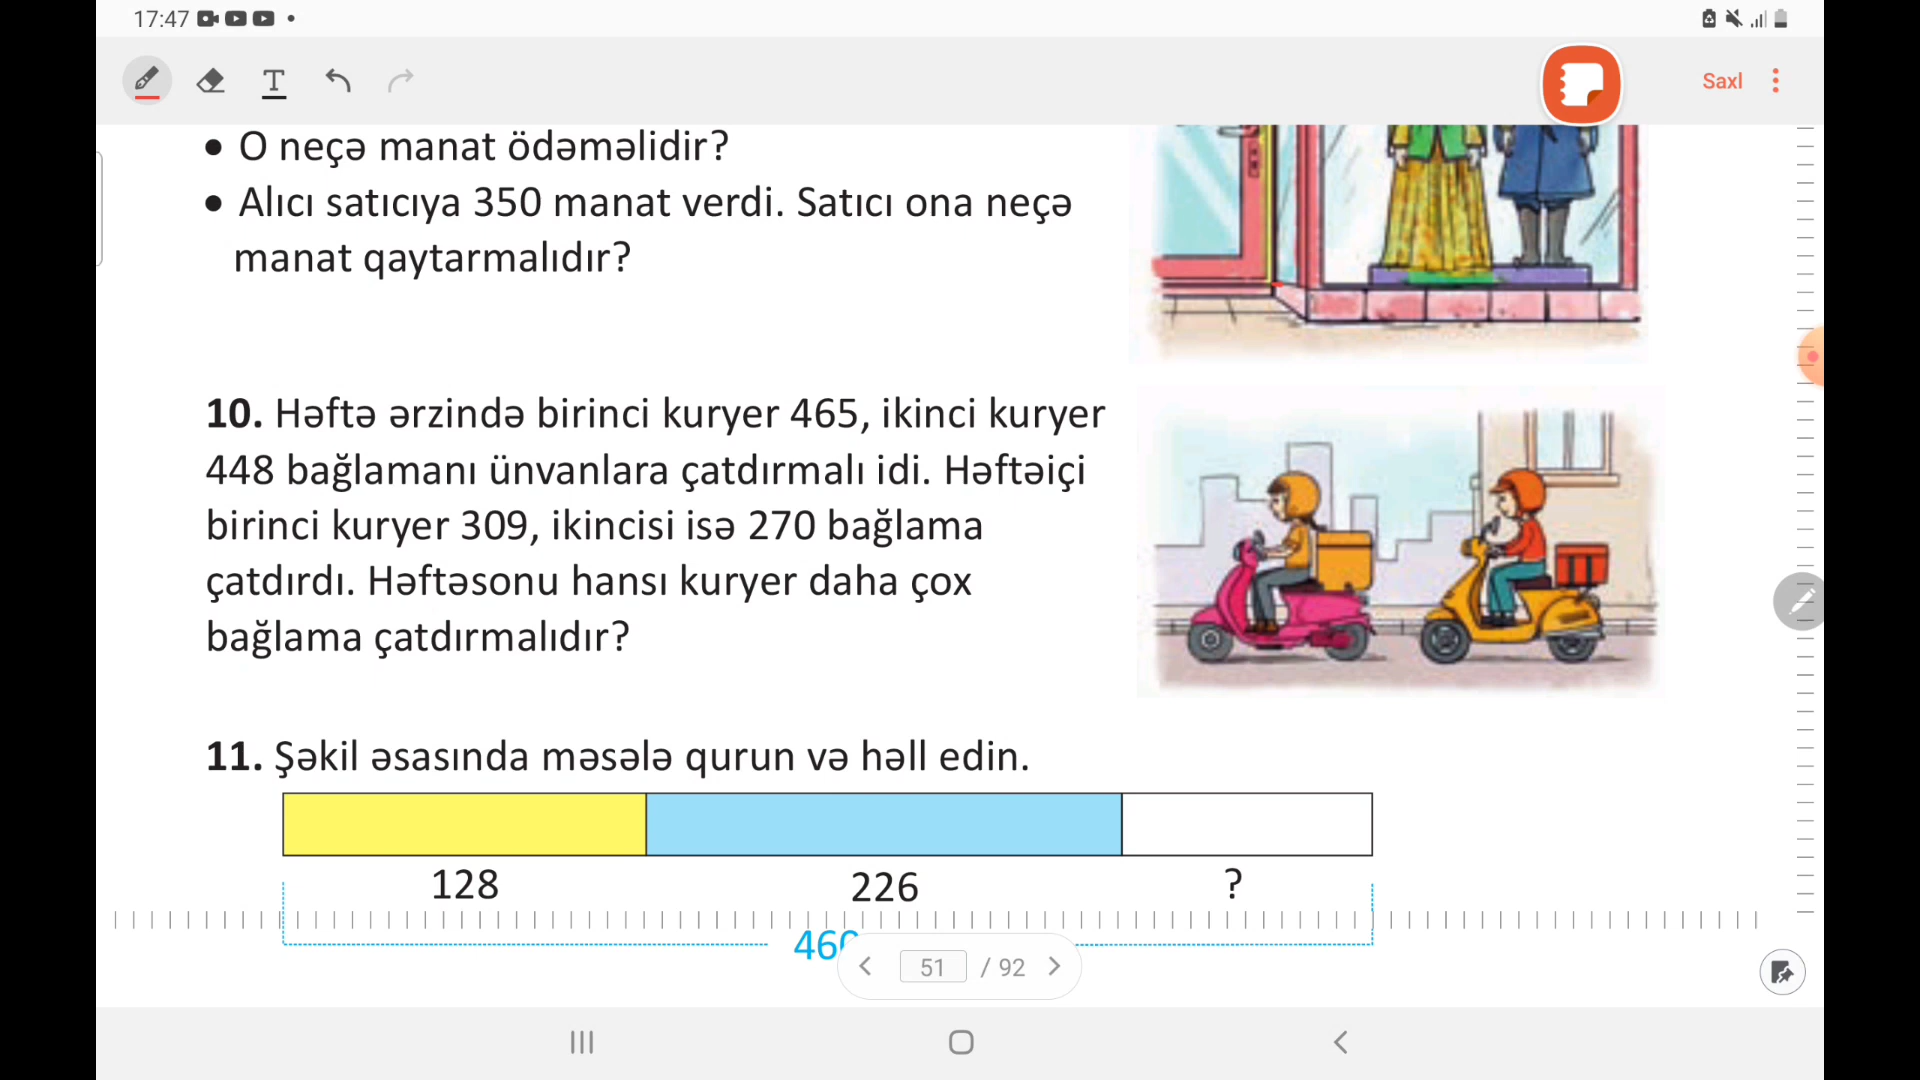 17:47
Saxl
• O neçə manat ödəməlidir?
• Alıcı satıcıya 350 manat verdi. Satıcı ona neçə
manat qaytarmalıdır?
10. Həftə ərzində birinci kuryer 465, ikinci kuryer
448 bağlamanı ünvanlara çatdırmalı idi. Həftəiçi
birinci kuryer 309, ikincisi isə 270 bağlama
çatdırdı. Həftəsonu hansı kuryer daha çox
bağlama çatdırmalıdır?
11. Şəkil əsasında məsələ qurun və həll edin.
128 226 ?
51 / 92